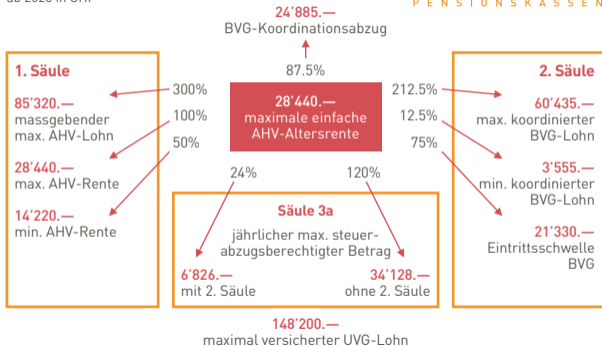 PENSIONSKASSEN
24'885.—
BVG-Koordinationsabzug
87.5%
1. Säule
85'320.—
massgebender
max. AHV-Lohn
28'440.—
max. AHV-Rente
14'220.—
min. AHV-Rente
300%
100%
50%
28'440.—
maximale einfache
AHV-Altersrente
212.5%
12.5%
75%
2. Säule
60'435.—
max. koordinierter
BVG-Lohn
3'555.—
min. koordinierter
BVG-Lohn
21'330.—
Eintrittsschwelle
BVG
24%
120%
Säule 3a
jährlicher max. steuer-
abzugsberechtigter Betrag
6'826.—
mit 2. Säule
34'128.—
ohne 2. Säule
148'200.—
maximal versicherter UVG-Lohn